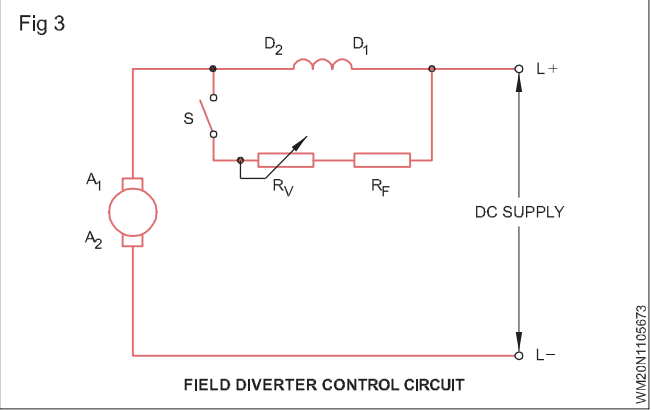 Fig 3
D2 D1
L+
S
RV RF
A1
A2
DC SUPPLY
L–
FIELD DIVERTER CONTROL CIRCUIT
WM20N1105673